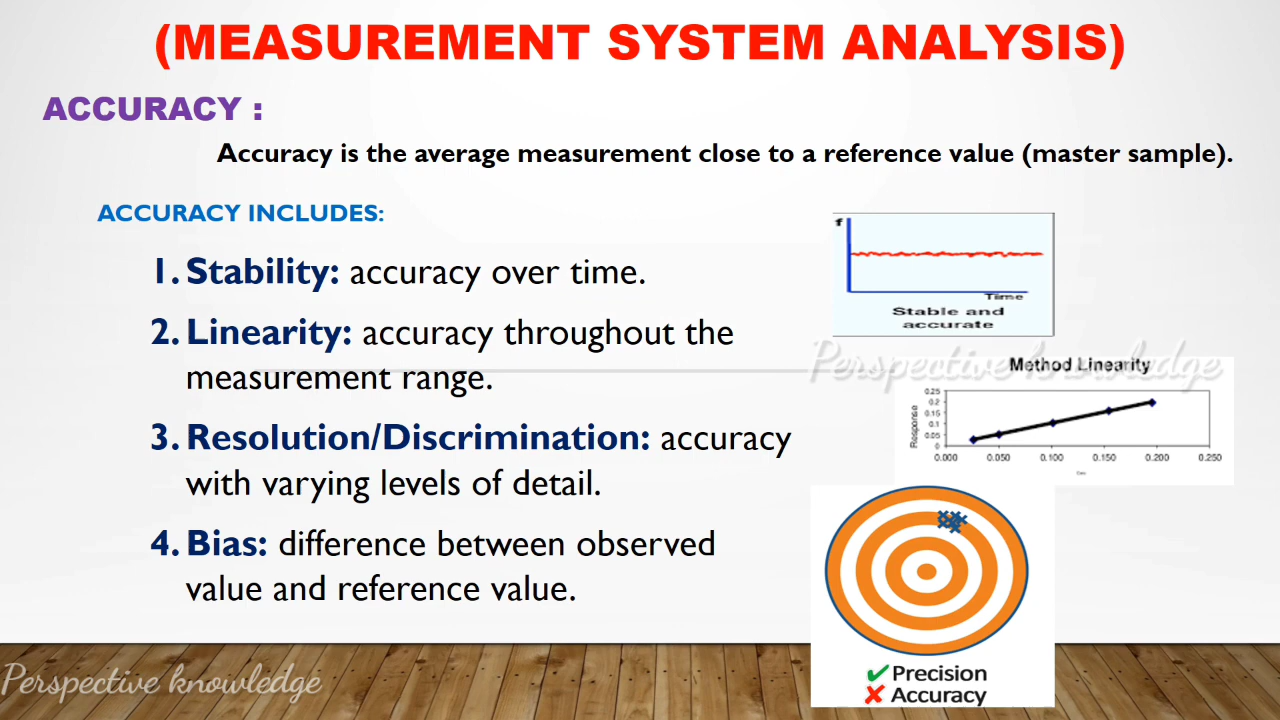 (MEASUREMENT SYSTEM ANALYSIS)
ACCURACY :
Accuracy is the average measurement close to a reference value (master sample).
ACCURACY INCLUDES:
1. Stability: accuracy over time.
2. Linearity: accuracy throughout the
measurement range.
3. Resolution/Discrimination: accuracy
with varying levels of detail.
4. Bias: difference between observed
value and reference value.
f
Time
Stable and
accurate
Perspective knowledge
Method Linearity
Response
0.25
0.2
0.15
0.1
0.05
0
0.000 0.050 0.100 0.150 0.200 0.250
✔ Precision
✘ Accuracy
Perspective knowledge